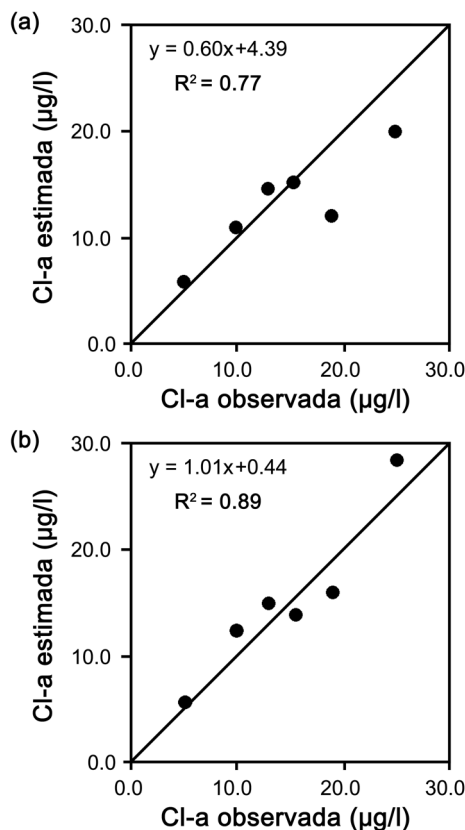 (a)
30.0
y = 0.60x+4.39
R² = 0.77
20.0
10.0
0.0
Cl-a estimada (µg/l)
0.0 10.0 20.0 30.0
Cl-a observada (µg/l)
(b)
30.0
y = 1.01x+0.44
R² = 0.89
20.0
10.0
0.0
Cl-a estimada (µg/l)
0.0 10.0 20.0 30.0
Cl-a observada (µg/l)